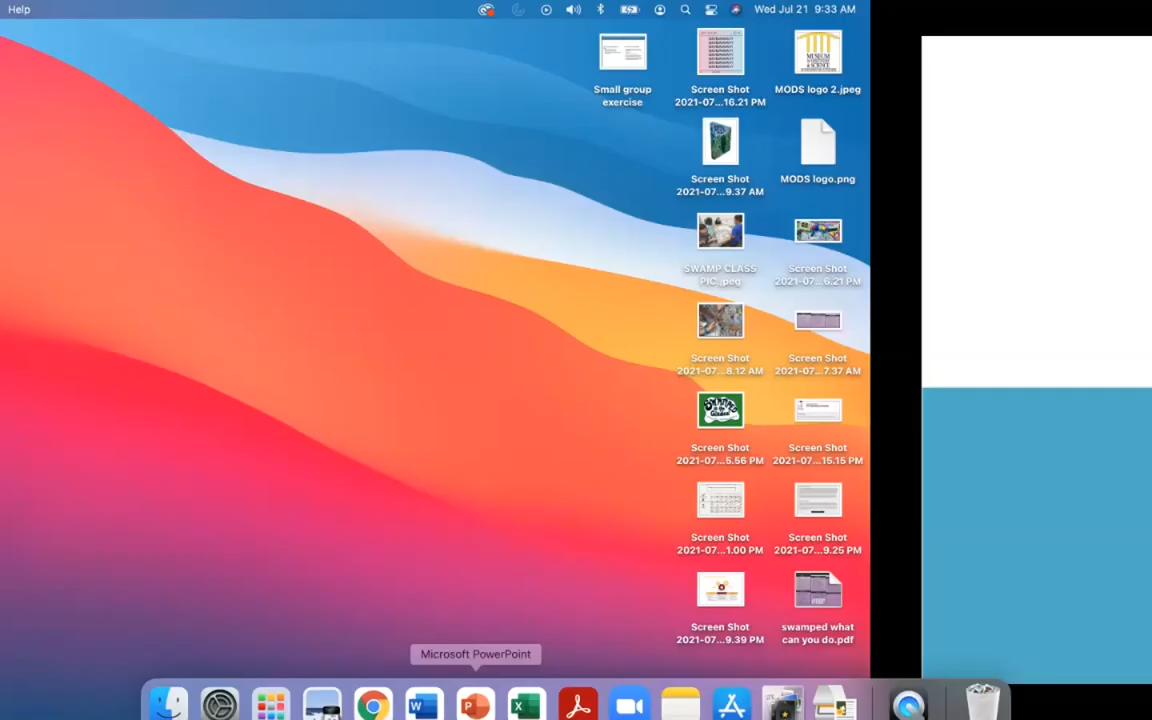 Help
Wed Jul 21 9:33 AM
Small group
exercise
Screen Shot
2021-07...16.21 PM
MODS logo 2.jpeg
Screen Shot
2021-07...9.37 AM
MODS logo.png
SWAMP CLASS
PIC.jpeg
Screen Shot
2021-07...6.21 PM
Screen Shot
2021-07...8.12 AM
Screen Shot
2021-07...7.37 AM
Screen Shot
2021-07...5.56 PM
Screen Shot
2021-07...15.15 PM
Screen Shot
2021-07...1.00 PM
Screen Shot
2021-07...9.25 PM
Screen Shot
2021-07...9.39 PM
swamped what
can you do.pdf
Microsoft PowerPoint